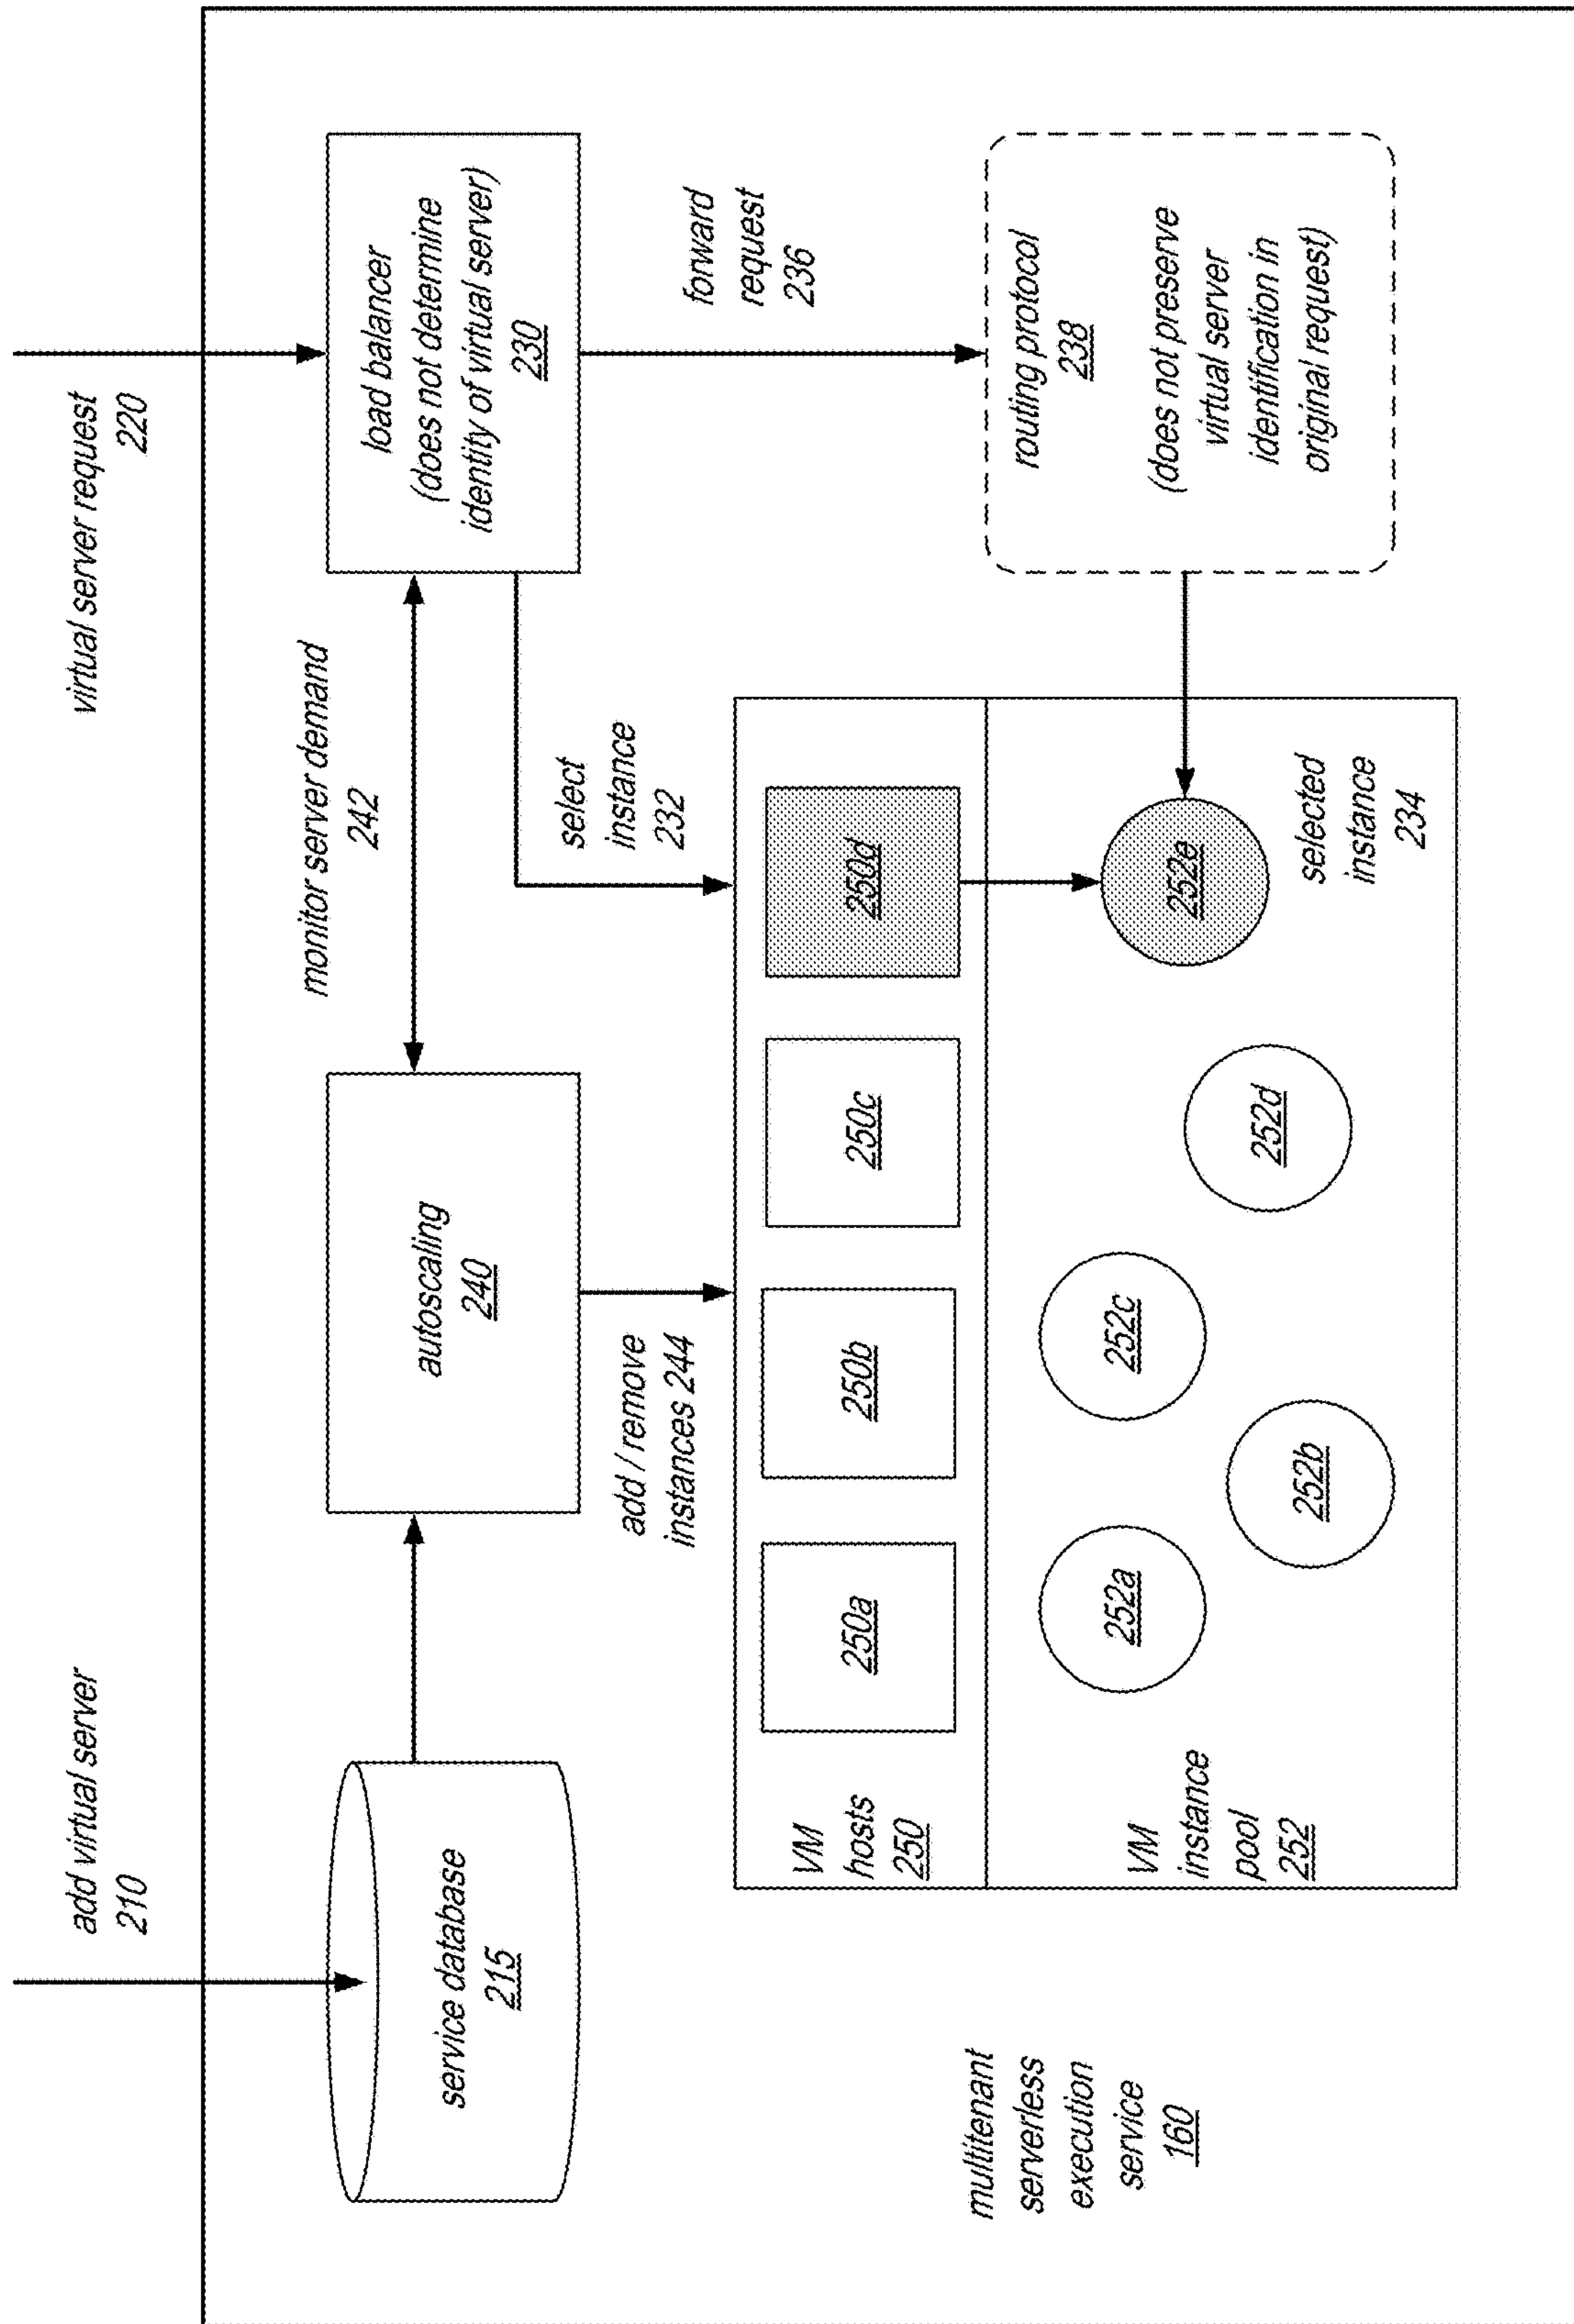 add virtual server
210
virtual server request
220
service database
215
autoscaling
240
monitor server demand
242
load balancer
(does not determine
identity of virtual server)
230
add / remove
instances 244
select
instance
232
forward
request
236
VM
hosts
250
250a
250b
250c
250d
routing protocol
238
(does not preserve
virtual server
identification in
original request)
VM
instance
pool
252
252a
252b
252c
252d
252e
selected
instance
234
multitenant
serverless
execution
service
160